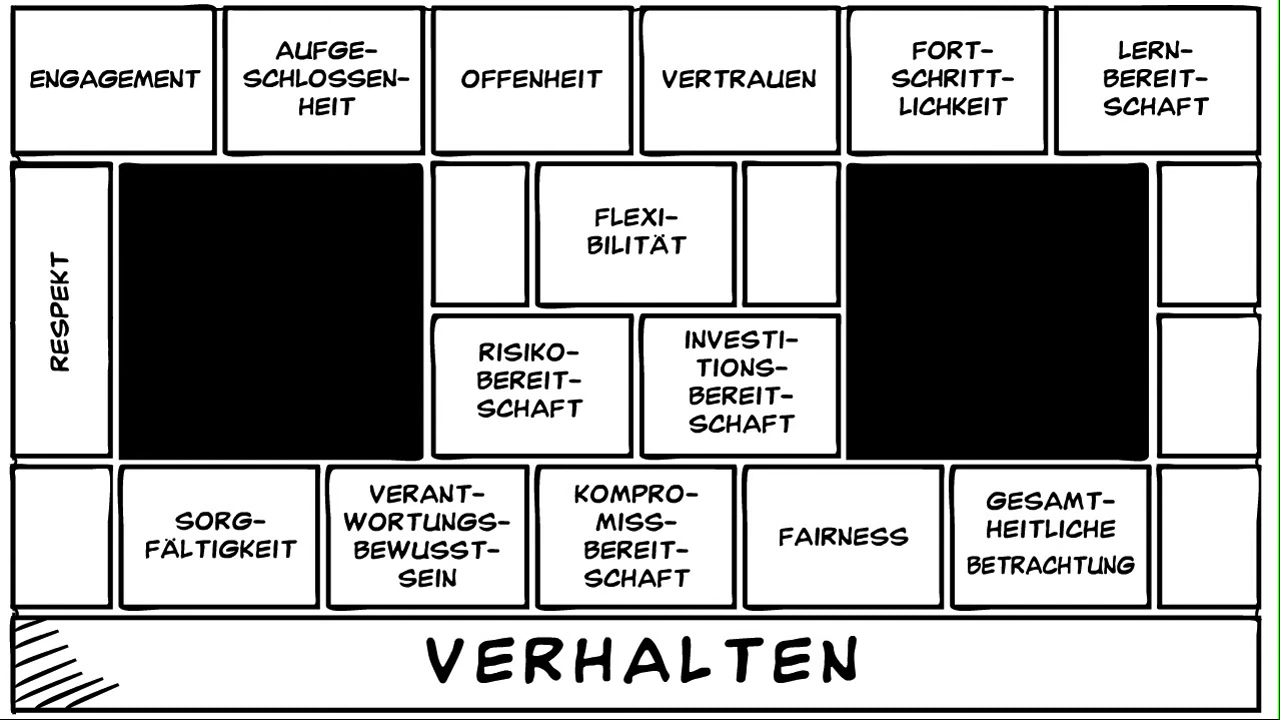 ENGAGEMENT
AUFGE-
SCHLOSSEN-
HEIT
OFFENHEIT
VERTRAUEN
FORT-
SCHRITT-
LICHKEIT
LERN-
BEREIT-
SCHAFT
RESPEKT
FLEXI-
BILITÄT
RISIKO-
BEREIT-
SCHAFT
INVESTI-
TIONS-
BEREIT-
SCHAFT
SORG-
FÄLTIGKEIT
VERANT-
WORTUNGS-
BEWUSST-
SEIN
KOMPRO-
MISS-
BEREIT-
SCHAFT
FAIRNESS
GESAMT-
HEITLICHE
BETRACHTUNG
VERHALTEN